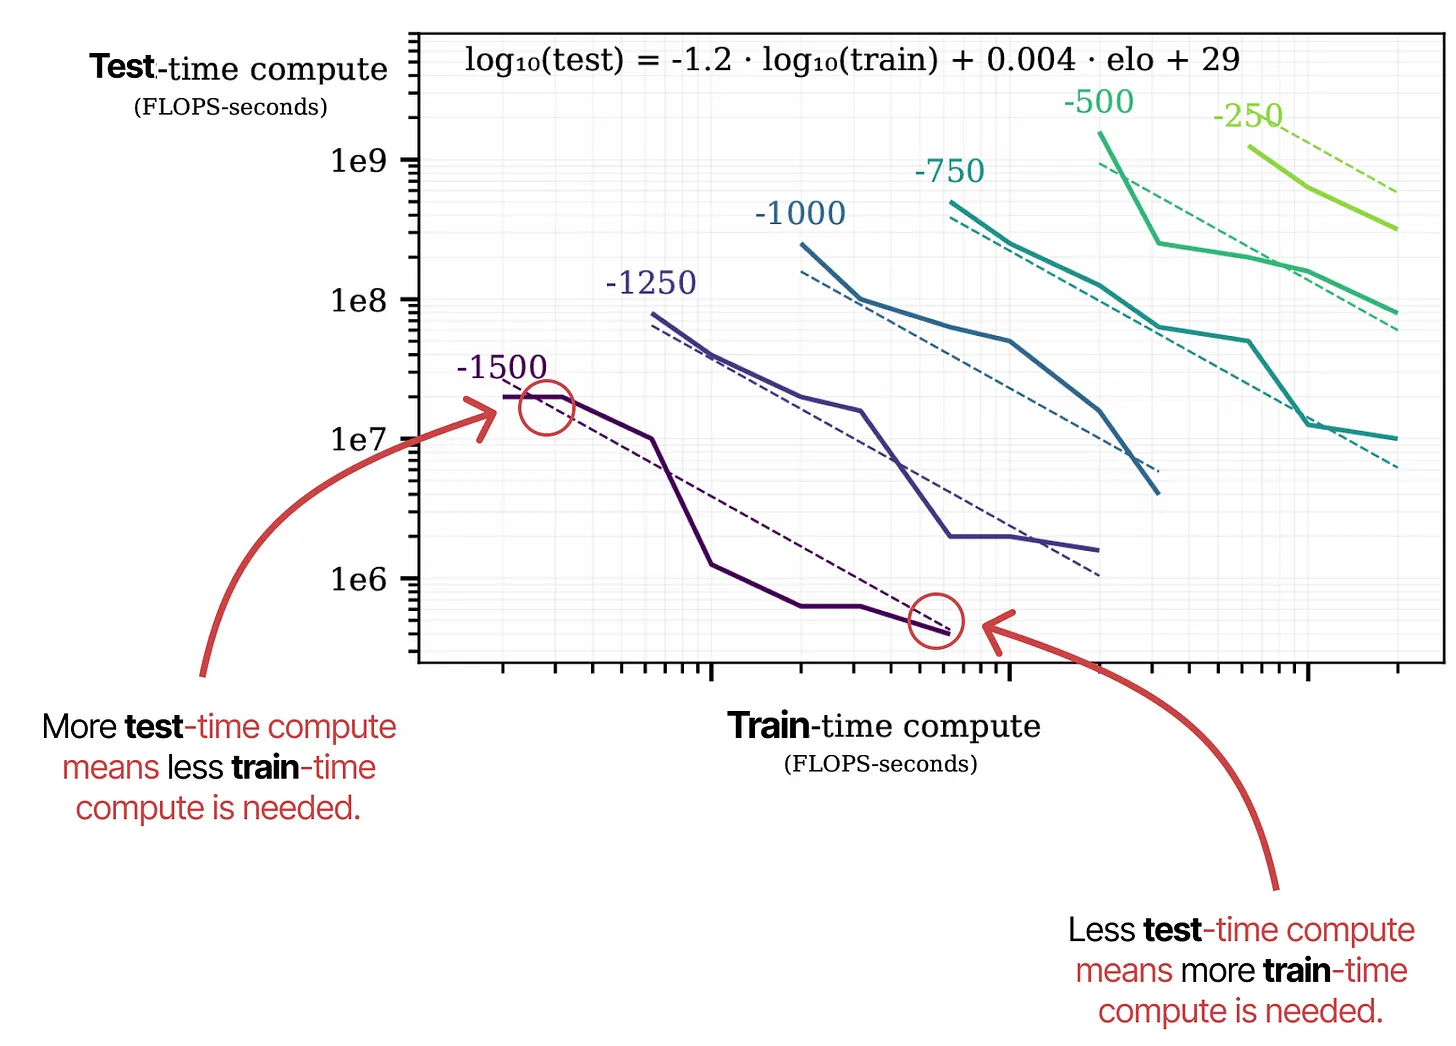 Test-time compute
(FLOPS-seconds)
log₁₀(test) = -1.2 · log₁₀(train) + 0.004 · elo + 29
-500
-250
-750
-1000
-1250
-1500
1e9
1e8
1e7
1e6
Train-time compute
(FLOPS-seconds)
More test-time compute
means less train-time
compute is needed.
Less test-time compute
means more train-time
compute is needed.